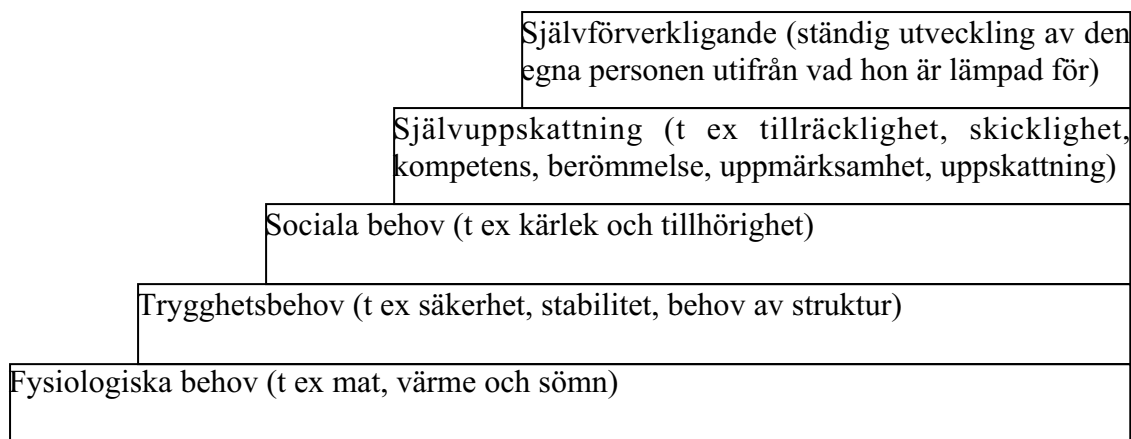 Självförverkligande (ständig utveckling av den
egna personen utifrån vad hon är lämpad för)
Självuppskattning (t ex tillräcklighet, skicklighet,
kompetens, berömmelse, uppmärksamhet, uppskattning)
Sociala behov (t ex kärlek och tillhörighet)
Trygghetsbehov (t ex säkerhet, stabilitet, behov av struktur)
Fysiologiska behov (t ex mat, värme och sömn)